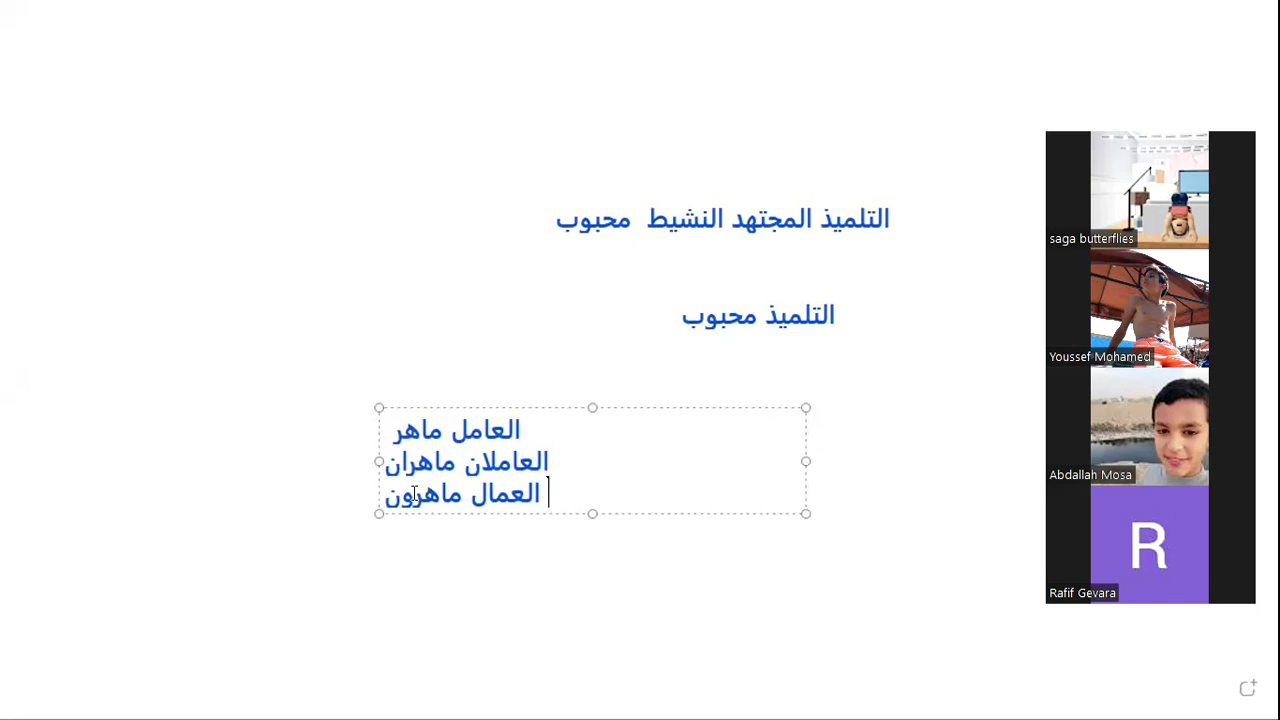 التلميذ المجتهد النشيط محبوب
التلميذ محبوب
العامل ماهر
العاملان ماهران
العمال ماهرون
saga butterflies
Youssef Mohamed
Abdallah Mosa
R
Rafif Gevara